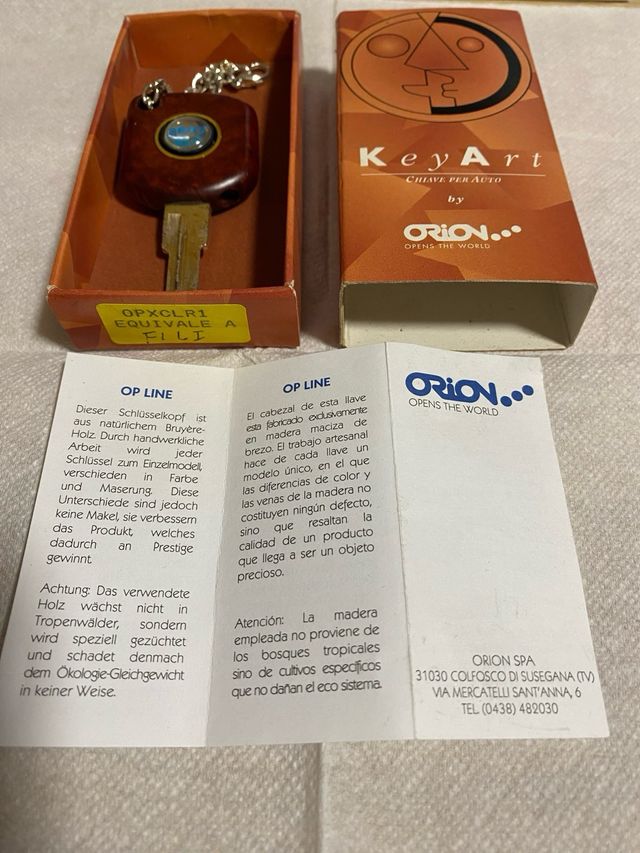 KeyArt
CHIAVE PER AUTO
by
ORION
OPENS THE WORLD
OPXCLR1
EQUIVALE A
FILI
OP LINE
Dieser Schlüsselkopf ist
aus natürlichem Bruyère-
Holz. Durch handwerkliche
Arbeit wird jeder
Schlüssel zum Einzelmodell,
verschieden in Farbe
und Maserung. Diese
Unterschiede sind jedoch
keine Makel, sie verbessern
das Produkt, welches
dadurch an Prestige
gewinnt.
Achtung: Das verwendete
Holz wächst nicht in
Tropenwälder, sondern
wird speziell gezüchtet
und schadet denmach
dem Ökologie-Gleichgewicht
in keiner Weise.
OP LINE
El cabezal de esta llave
esta fabricado exclusivamente
en madera maciza de
brezo. El trabajo artesanal
hace de cada llave un
modelo único, en el que
las diferencias de color y
las venas de la madera no
costituyen ningún defecto,
sino que resaltan la
calidad de un producto
que llega a ser un objeto
precioso.
Atención: La madera
empleada no proviene de
los bosques tropicales
sino de cultivos específicos
que no dañan el eco sistema.
ORION
OPENS THE WORLD
ORION SPA
31030 COLFOSCO DI SUSEGANA (TV)
VIA MERCATELLI SANT'ANNA, 6
TEL (0438) 482030